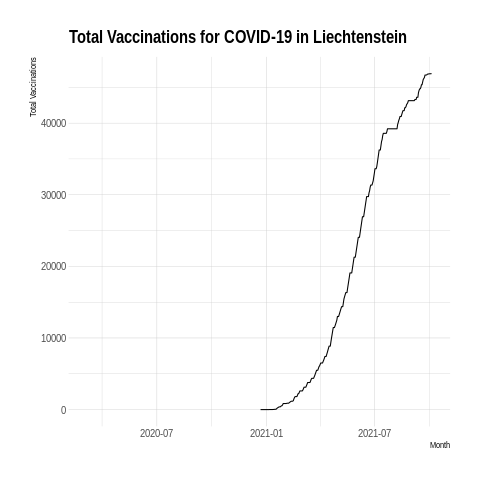 Total Vaccinations for COVID-19 in Liechtenstein
Total Vaccinations
40000
30000
20000
10000
0
2020-07 2021-01 2021-07
Month